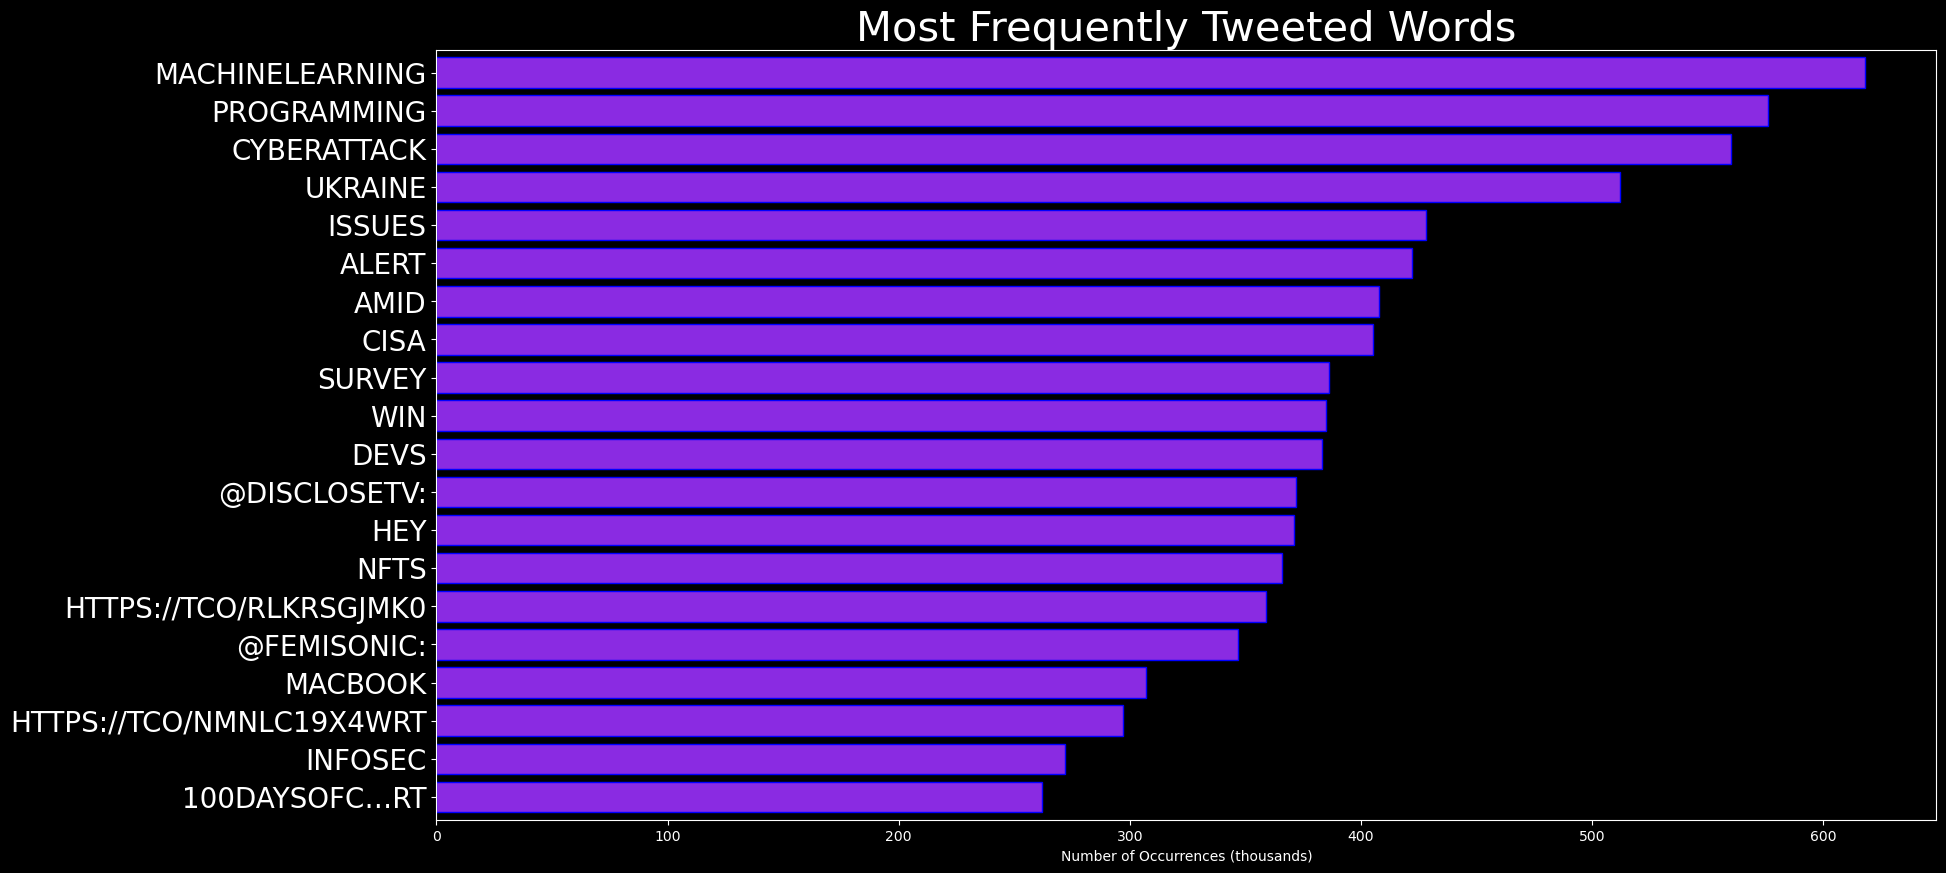 Most Frequently Tweeted Words
MACHINELEARNING
PROGRAMMING
CYBERATTACK
UKRAINE
ISSUES
ALERT
AMID
CISA
SURVEY
WIN
DEVS
@DISCLOSETV:
HEY
NFTS
HTTPS://TCO/RLKRSGJMK0
@FEMISONIC:
MACBOOK
HTTPS://TCO/NMNLC19X4WRT
INFOSEC
100DAYSOFC…RT
0 100 200 300 400 500 600
Number of Occurrences (thousands)